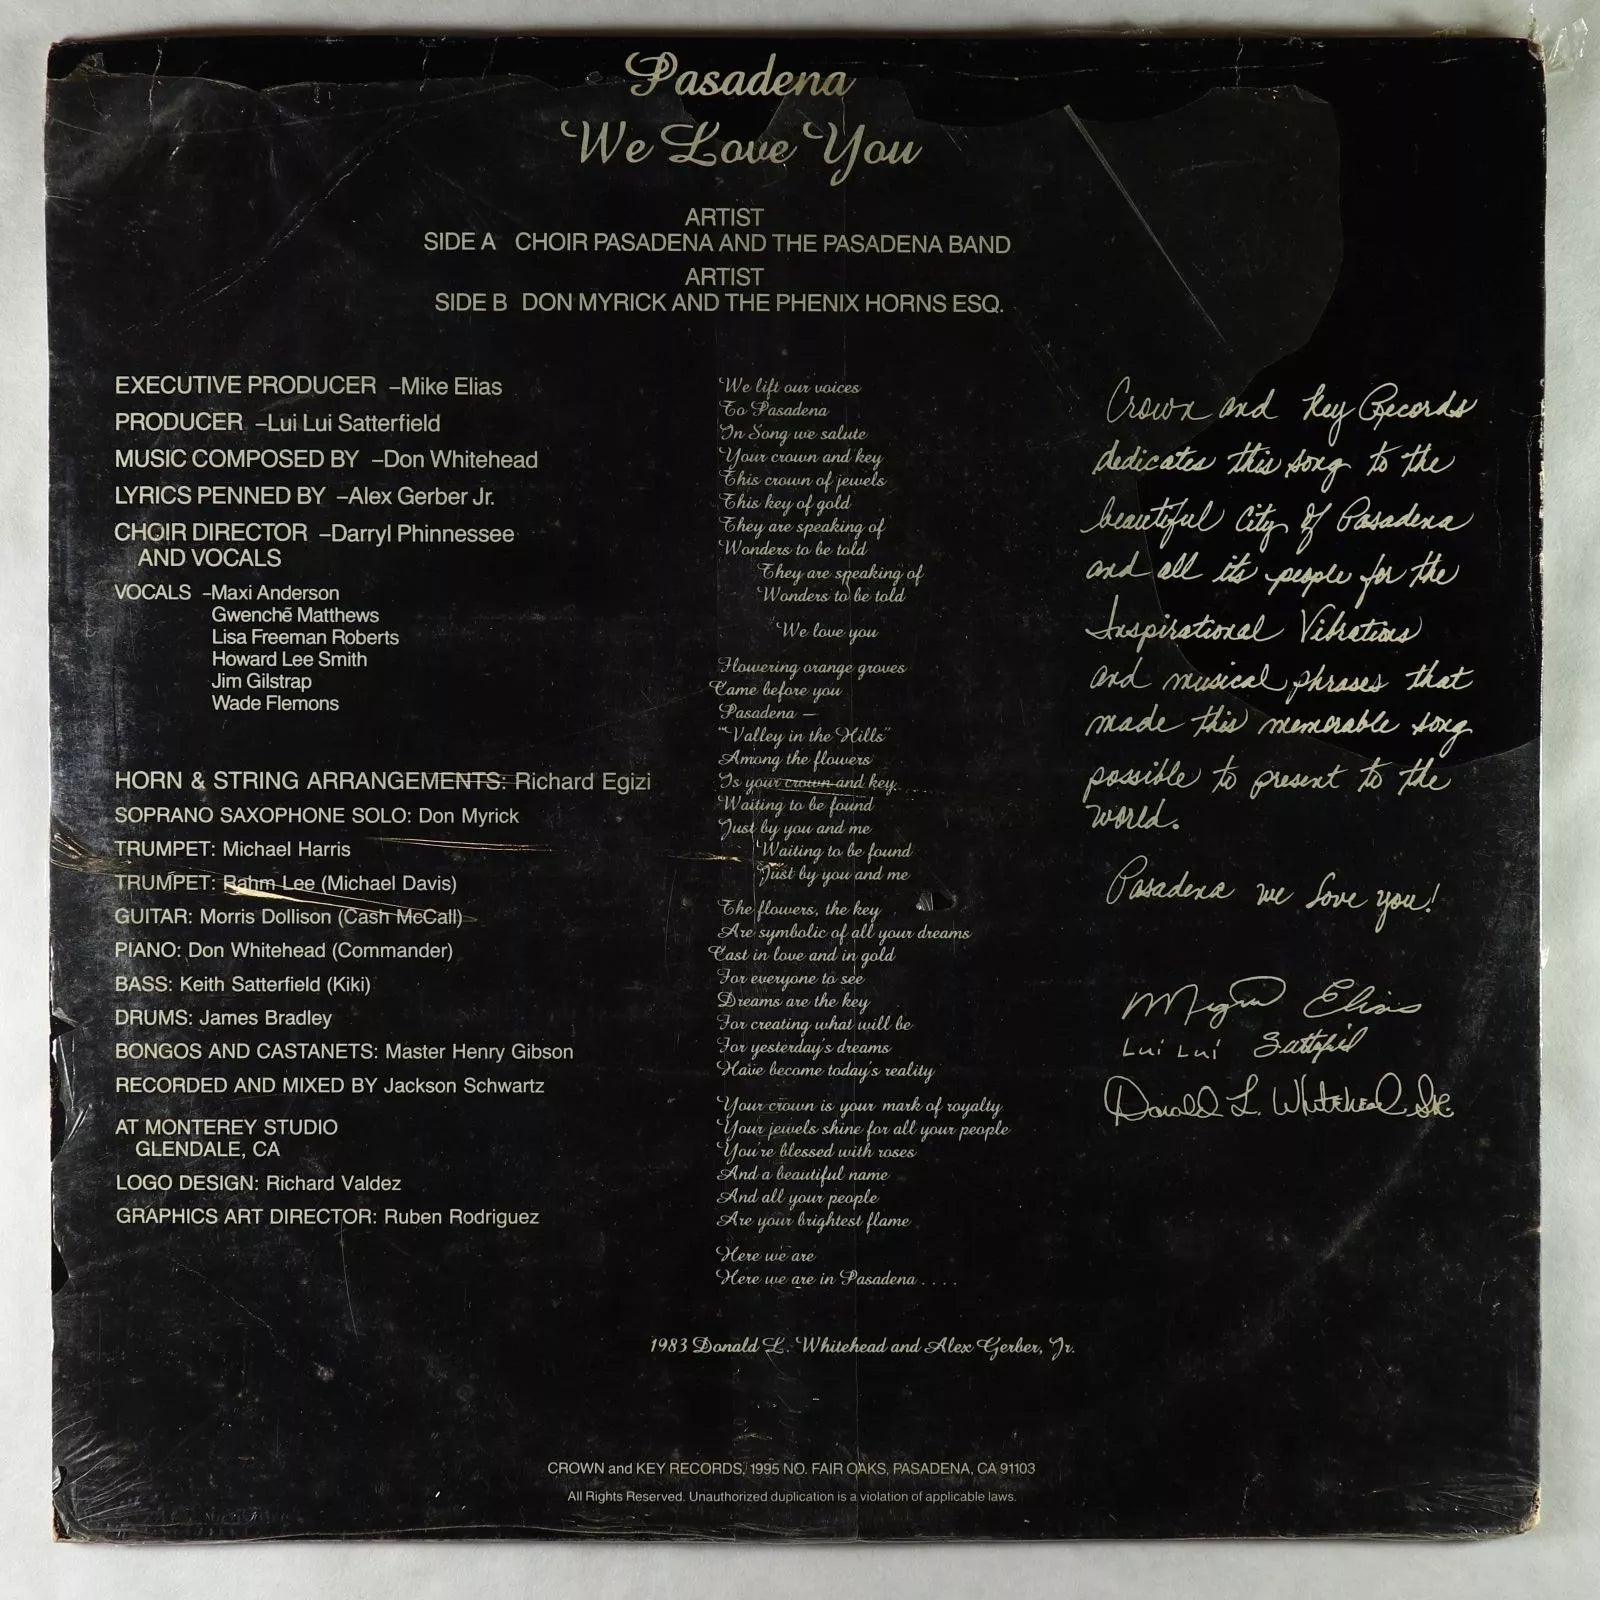 Pasadena
We Love You
ARTIST
SIDE A CHOIR PASADENA AND THE PASADENA BAND
ARTIST
SIDE B DON MYRICK AND THE PHENIX HORNS ESQ.
EXECUTIVE PRODUCER –Mike Elias
PRODUCER –Lui Lui Satterfield
MUSIC COMPOSED BY –Don Whitehead
LYRICS PENNED BY –Alex Gerber Jr.
CHOIR DIRECTOR –Darryl Phinnessee
AND VOCALS
VOCALS –Maxi Anderson
Gwenchē Matthews
Lisa Freeman Roberts
Howard Lee Smith
Jim Gilstrap
Wade Flemons
HORN & STRING ARRANGEMENTS: Richard Egizi
SOPRANO SAXOPHONE SOLO: Don Myrick
TRUMPET: Michael Harris
TRUMPET: Rahm Lee (Michael Davis)
GUITAR: Morris Dollison (Cash McCall)
PIANO: Don Whitehead (Commander)
BASS: Keith Satterfield (Kiki)
DRUMS: James Bradley
BONGOS AND CASTANETS: Master Henry Gibson
RECORDED AND MIXED BY Jackson Schwartz
AT MONTEREY STUDIO
GLENDALE, CA
LOGO DESIGN: Richard Valdez
GRAPHICS ART DIRECTOR: Ruben Rodriguez
We lift our voices
To Pasadena
In Song we salute
Your crown and key
This crown of jewels
This key of gold
They are speaking of
Wonders to be told
They are speaking of
Wonders to be told
We love you
Flowering orange groves
Came before you
Pasadena —
"Valley in the Hills"
Among the flowers
Is your crown and key
Waiting to be found
Just by you and me
Waiting to be found
Just by you and me
The flowers, the key
Are symbolic of all your dreams
Cast in love and in gold
For everyone to see
Dreams are the key
For creating what will be
For yesterday's dreams
Have become today's reality
Your crown is your mark of royalty
Your jewels shine for all your people
You're blessed with roses
And a beautiful name
And all your people
Are your brightest flame
Here we are
Here we are in Pasadena . . . .
Crown and Key Records
dedicates this song to the
beautiful City Of Pasadena
and all its people for the
Inspirational Vibrations
and musical phrases that
made this memorable song
possible to present to the
world.
Pasadena we love you!
Miguel Elias
Lui Lui Satterfield
Donald L. Whitehead Sr.
1983 Donald L. Whitehead and Alex Gerber, Jr.
CROWN and KEY RECORDS, 1995 NO. FAIR OAKS, PASADENA, CA 91103
All Rights Reserved. Unauthorized duplication is a violation of applicable laws.